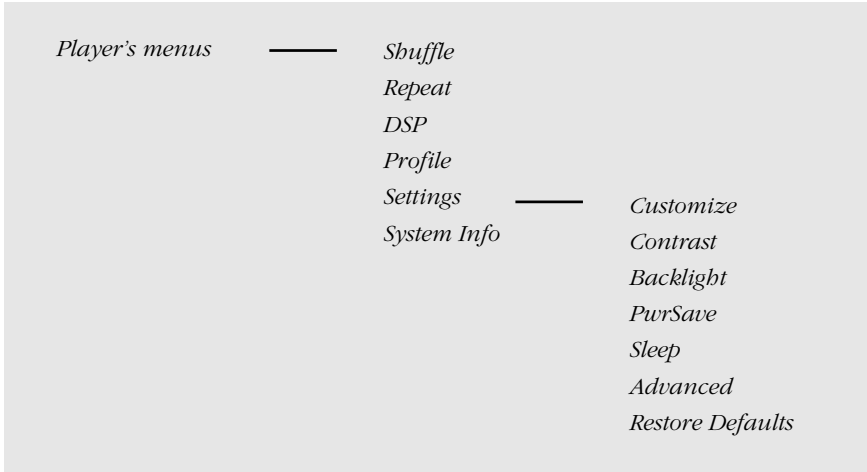 Player's menus
Shuffle
Repeat
DSP
Profile
Settings
System Info
Customize
Contrast
Backlight
PwrSave
Sleep
Advanced
Restore Defaults